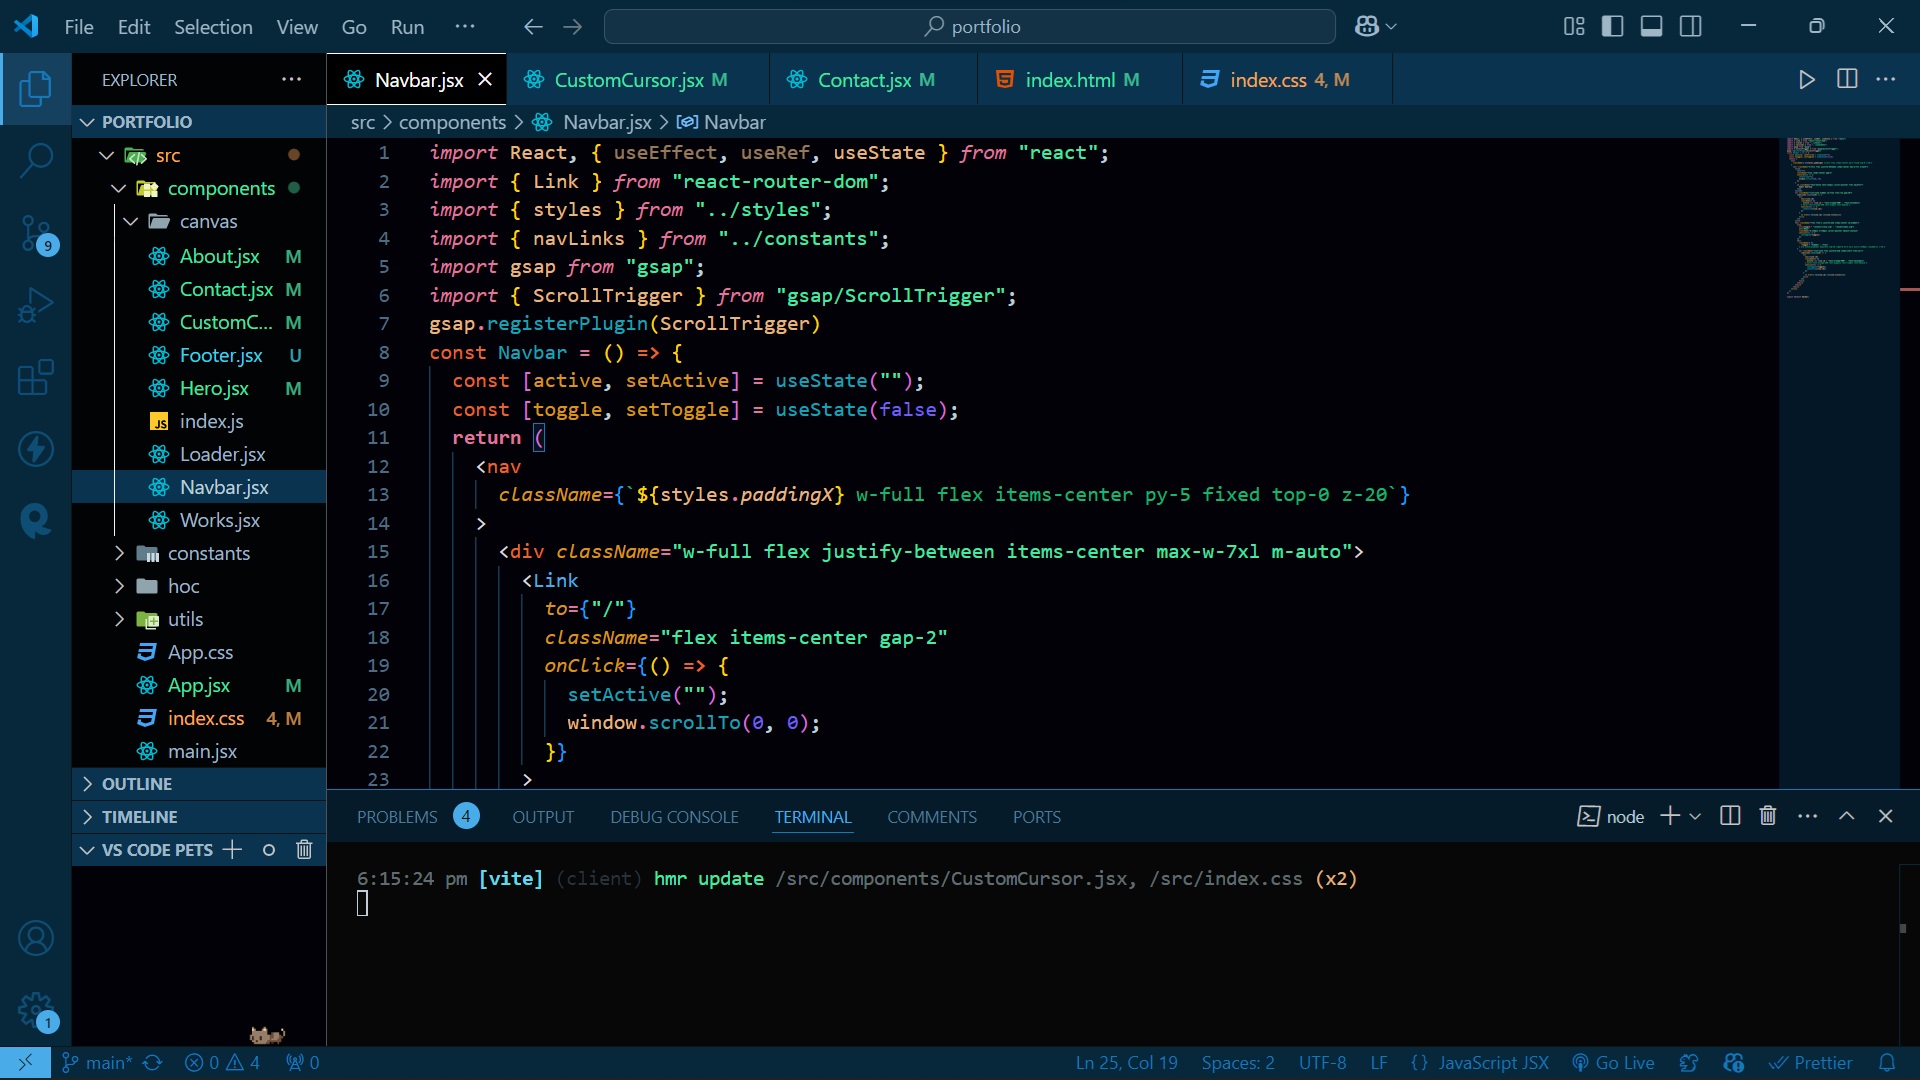 File Edit Selection View Go Run ··· portfolio
EXPLORER ···
Navbar.jsx CustomCursor.jsx M Contact.jsx M index.html M index.css 4, M
PORTFOLIO
src
components
canvas
About.jsx M
Contact.jsx M
CustomC... M
Footer.jsx U
Hero.jsx M
JS index.js
Loader.jsx
Navbar.jsx
Works.jsx
constants
hoc
utils
App.css
App.jsx M
index.css 4, M
main.jsx
OUTLINE
TIMELINE
VS CODE PETS
9
1
src > components > Navbar.jsx > Navbar
1 import React, { useEffect, useRef, useState } from "react";
2 import { Link } from "react-router-dom";
3 import { styles } from "../styles";
4 import { navLinks } from "../constants";
5 import gsap from "gsap";
6 import { ScrollTrigger } from "gsap/ScrollTrigger";
7 gsap.registerPlugin(ScrollTrigger)
8 const Navbar = () => {
9 const [active, setActive] = useState("");
10 const [toggle, setToggle] = useState(false);
11 return (
12 <nav
13 className={`${styles.paddingX} w-full flex items-center py-5 fixed top-0 z-20`}
14 >
15 <div className="w-full flex justify-between items-center max-w-7xl m-auto">
16 <Link
17 to={"/"}
18 className="flex items-center gap-2"
19 onClick={() => {
20 setActive("");
21 window.scrollTo(0, 0);
22 }}
23 >
PROBLEMS 4 OUTPUT DEBUG CONSOLE TERMINAL COMMENTS PORTS node
6:15:24 pm [vite] (client) hmr update /src/components/CustomCursor.jsx, /src/index.css (x2)
main* 0 4 0 Ln 25, Col 19 Spaces: 2 UTF-8 LF {} JavaScript JSX Go Live Prettier